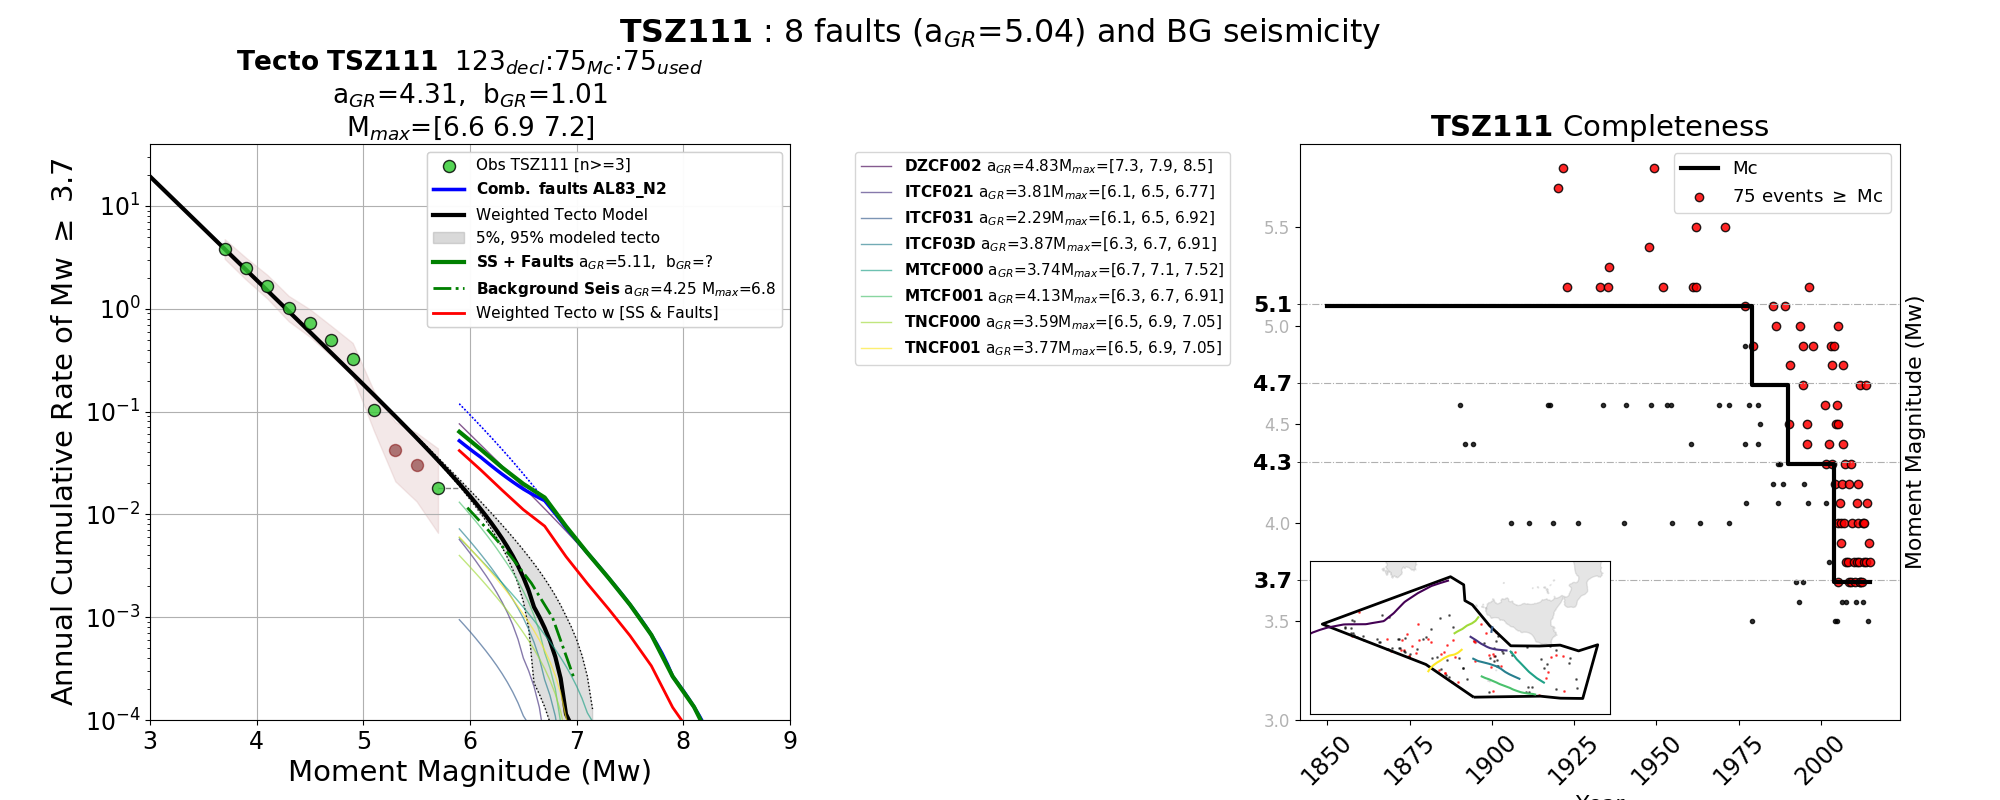 TSZ111 : 8 faults (aGR=5.04) and BG seismicity
Tecto TSZ111 123decl:75Mc:75used
aGR=4.31, bGR=1.01
Mmax=[6.6 6.9 7.2]
Annual Cumulative Rate of Mw ≥ 3.7
10^1
10^0
10^−1
10^−2
10^−3
10^−4
3 4 5 6 7 8 9
Moment Magnitude (Mw)
Obs TSZ111 [n>=3]
Comb. faults AL83_N2
Weighted Tecto Model
5%, 95% modeled tecto
SS + Faults aGR=5.11, bGR=?
Background Seis aGR=4.25 Mmax=6.8
Weighted Tecto w [SS & Faults]
DZCF002 aGR=4.83Mmax=[7.3, 7.9, 8.5]
ITCF021 aGR=3.81Mmax=[6.1, 6.5, 6.77]
ITCF031 aGR=2.29Mmax=[6.1, 6.5, 6.92]
ITCF03D aGR=3.87Mmax=[6.3, 6.7, 6.91]
MTCF000 aGR=3.74Mmax=[6.7, 7.1, 7.52]
MTCF001 aGR=4.13Mmax=[6.3, 6.7, 6.91]
TNCF000 aGR=3.59Mmax=[6.5, 6.9, 7.05]
TNCF001 aGR=3.77Mmax=[6.5, 6.9, 7.05]
TSZ111 Completeness
Mc
75 events ≥ Mc
5.5
5.1
5.0
4.7
4.5
4.3
4.0
3.7
3.5
3.0
1850 1875 1900 1925 1950 1975 2000
Year
Moment Magnitude (Mw)